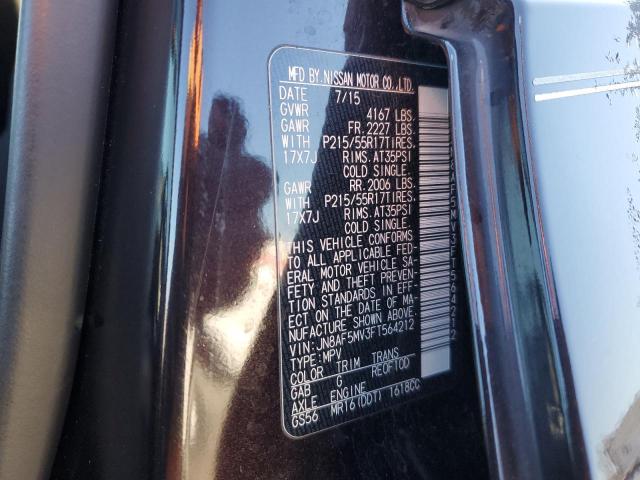 MFD BY NISSAN MOTOR CO.,LTD.
DATE 7/15
GVWR 4167 LBS.
GAWR FR. 2227 LBS.
WITH P215/55R17TIRES.
17X7J RIMS. AT35PSI
COLD SINGLE.
GAWR RR. 2006 LBS.
WITH P215/55R17TIRES.
17X7J RIMS. AT35PSI
COLD SINGLE.
THIS VEHICLE CONFORMS
TO ALL APPLICABLE FED-
ERAL MOTOR VEHICLE SA-
FETY AND THEFT PREVEN-
TION STANDARDS IN EFF-
ECT ON THE DATE OF MA-
NUFACTURE SHOWN ABOVE.
VIN:JN8AF5MV3FT564212
TYPE:MPV
COLOR TRIM TRANS
GAB G RE0F10D
AXLE ENGINE
GS56 MR16(DDT) 1618CC
AF5MV3FT564212